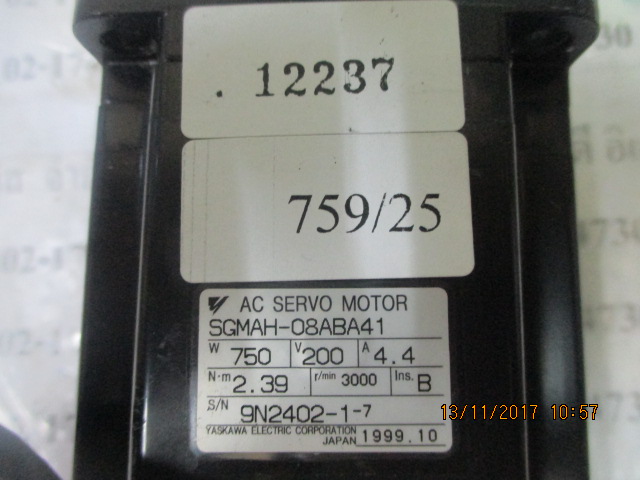 . 12237
759/25
AC SERVO MOTOR
SGMAH-08ABA41
W 750 V 200 A 4.4
N·m 2.39 r/min 3000 Ins. B
S/N 9N2402-1-7
YASKAWA ELECTRIC CORPORATION
JAPAN 1999.10
13/11/2017 10:57